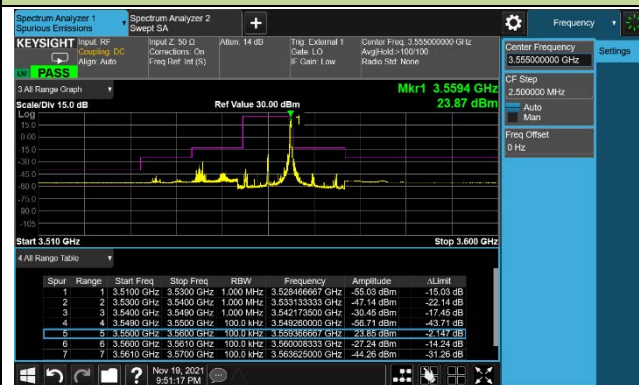 Spectrum Analyzer 1
Spurious Emissions
Spectrum Analyzer 2
Swept SA
+
Frequency
KEYSIGHT
Input: RF
Coupling: DC
Align: Auto
Input Z: 50 Ω
Corrections: On
Freq Ref: Int (S)
Atten: 14 dB
Trig: External 1
Gate: LO
IF Gain: Low
Center Freq: 3.555000000 GHz
Avg|Hold:>100/100
Radio Std: None
LXI
PASS
Center Frequency
3.555000000 GHz
Settings
CF Step
2.500000 MHz
Auto
Man
Freq Offset
0 Hz
3 All Range Graph
Mkr1 3.5594 GHz
Scale/Div 15.0 dB
Ref Value 30.00 dBm
23.87 dBm
Log
15.0
0.00
-15.0
-30.0
-45.0
-60.0
-75.0
-90.0
-105
1
Start 3.510 GHz
Stop 3.600 GHz
4 All Range Table
Spur Range Start Freq Stop Freq RBW Frequency Amplitude ΔLimit
1 1 3.5100 GHz 3.5300 GHz 1.000 MHz 3.528466667 GHz -55.03 dBm -15.03 dB
2 2 3.5300 GHz 3.5400 GHz 1.000 MHz 3.533133333 GHz -47.14 dBm -22.14 dB
3 3 3.5400 GHz 3.5490 GHz 1.000 MHz 3.542173500 GHz -30.45 dBm -17.45 dB
4 4 3.5490 GHz 3.5500 GHz 100.0 kHz 3.549260000 GHz -56.71 dBm -43.71 dB
5 5 3.5500 GHz 3.5600 GHz 100.0 kHz 3.559366667 GHz 23.85 dBm -2.147 dB
6 6 3.5600 GHz 3.5610 GHz 100.0 kHz 3.560008333 GHz -27.24 dBm -14.24 dB
7 7 3.5610 GHz 3.5700 GHz 100.0 kHz 3.563625000 GHz -44.26 dBm -31.26 dB
?
Nov 19, 2021
9:51:17 PM